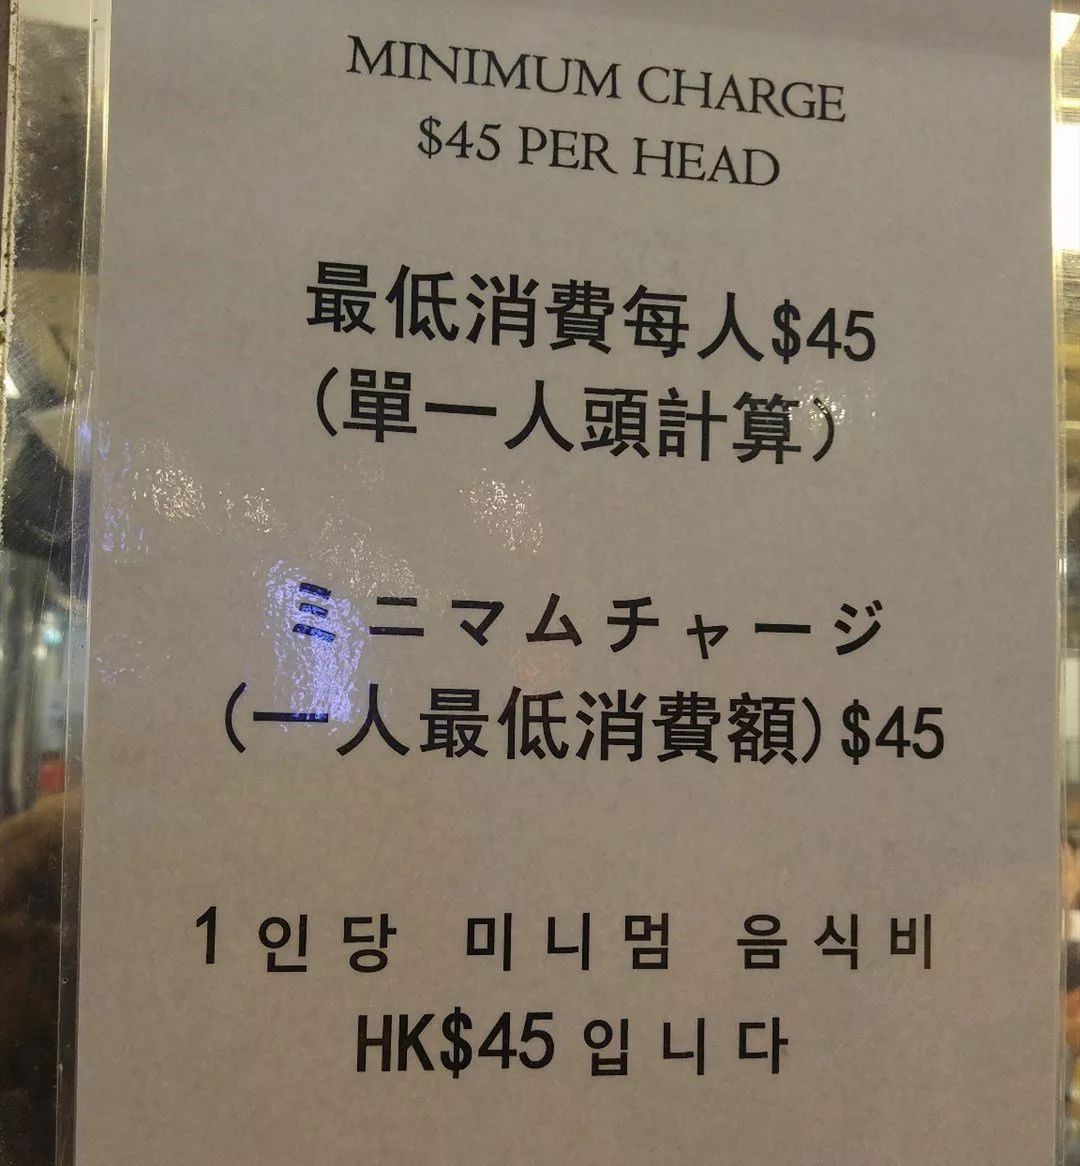 MINIMUM CHARGE
$45 PER HEAD
最低消費每人$45
(單一人頭計算)
ミニマムチャージ
(一人最低消費額)$45
1인당 미니멈 음식비
HK$45입니다